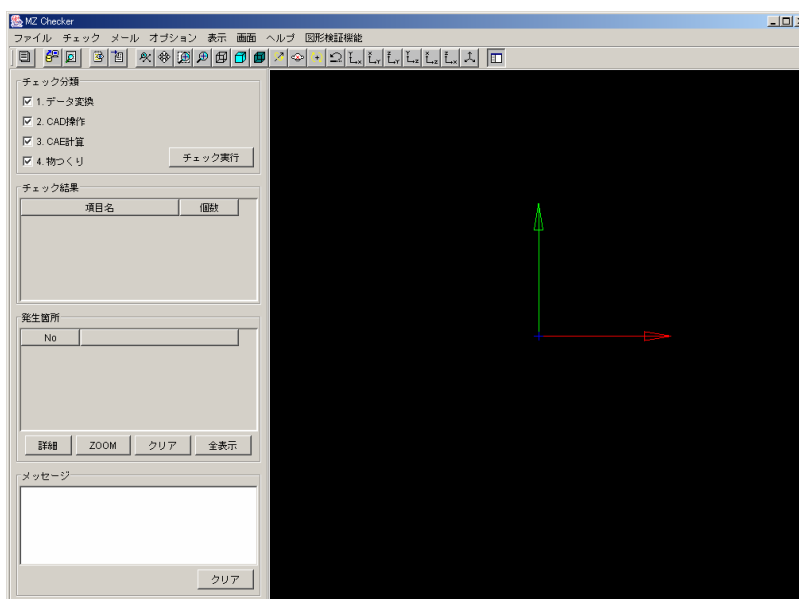 MZ Checker
ファイル チェック メール オプション 表示 画面 ヘルプ 図形検証機能
チェック分類
1. データ変換
2. CAD操作
3. CAE計算
4. 物つくり
チェック実行
チェック結果
項目名 個数
発生箇所
No
詳細 ZOOM クリア 全表示
メッセージ
クリア